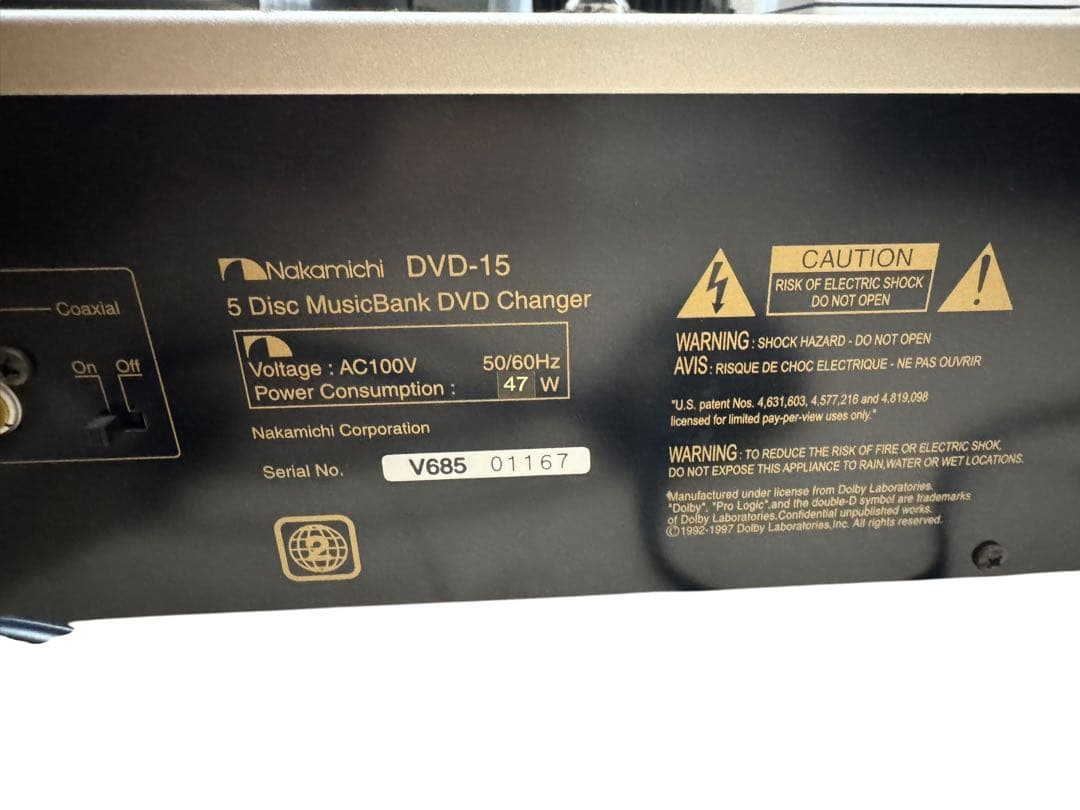 Coaxial
On Off
Nakamichi DVD-15
5 Disc MusicBank DVD Changer
Voltage : AC100V 50/60Hz
Power Consumption : 47 W
Nakamichi Corporation
Serial No. V685 01167
2
CAUTION
RISK OF ELECTRIC SHOCK
DO NOT OPEN
WARNING : SHOCK HAZARD - DO NOT OPEN
AVIS : RISQUE DE CHOC ELECTRIQUE - NE PAS OUVRIR
"U.S. patent Nos. 4,631,603, 4,577,216 and 4,819,098
licensed for limited pay-per-view uses only."
WARNING : TO REDUCE THE RISK OF FIRE OR ELECTRIC SHOK,
DO NOT EXPOSE THIS APPLIANCE TO RAIN,WATER OR WET LOCATIONS.
Manufactured under license from Dolby Laboratories.
"Dolby", "Pro Logic",and the double-D symbol are trademarks
of Dolby Laboratories.Confidential unpublished works.
©1992-1997 Dolby Laboratories,Inc. All rights reserved.